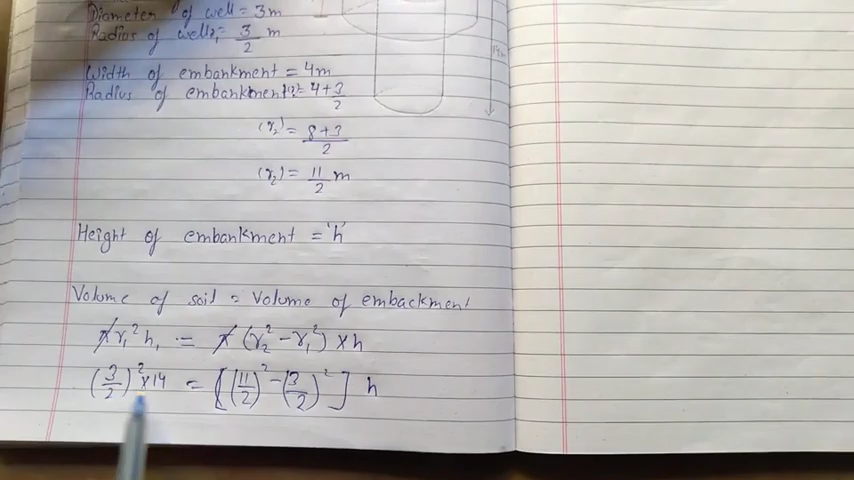 Diameter of well = 3m
Radius of well r₁ = 3/2 m
Width of embankment = 4m
Radius of embankment (r₂) = 4+3/2
(r₂) = 8+3/2
(r₂) = 11/2 m
Height of embankment = 'h'
Volume of soil = Volume of embackment
πr₁²h₁ = π(r₂²-r₁²)×h
(3/2)²×14 = [(11/2)²-(3/2)²] h